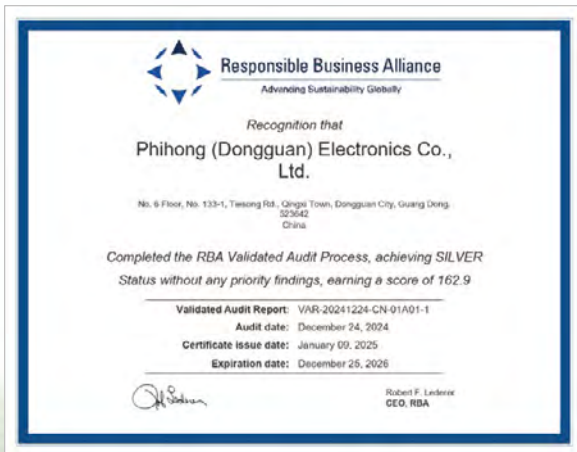 Responsible Business Alliance
Advancing Sustainability Globally
Recognition that
Phihong (Dongguan) Electronics Co.,
Ltd.
No. 6 Floor, No. 133-1, Tiesong Rd., Qingxi Town, Dongguan City, Guang Dong,
523642
China
Completed the RBA Validated Audit Process, achieving SILVER
Status without any priority findings, earning a score of 162.9
Validated Audit Report: VAR-20241224-CN-01A01-1
Audit date: December 24, 2024
Certificate issue date: January 09, 2025
Expiration date: December 25, 2026
Robert F. Lederer
CEO, RBA